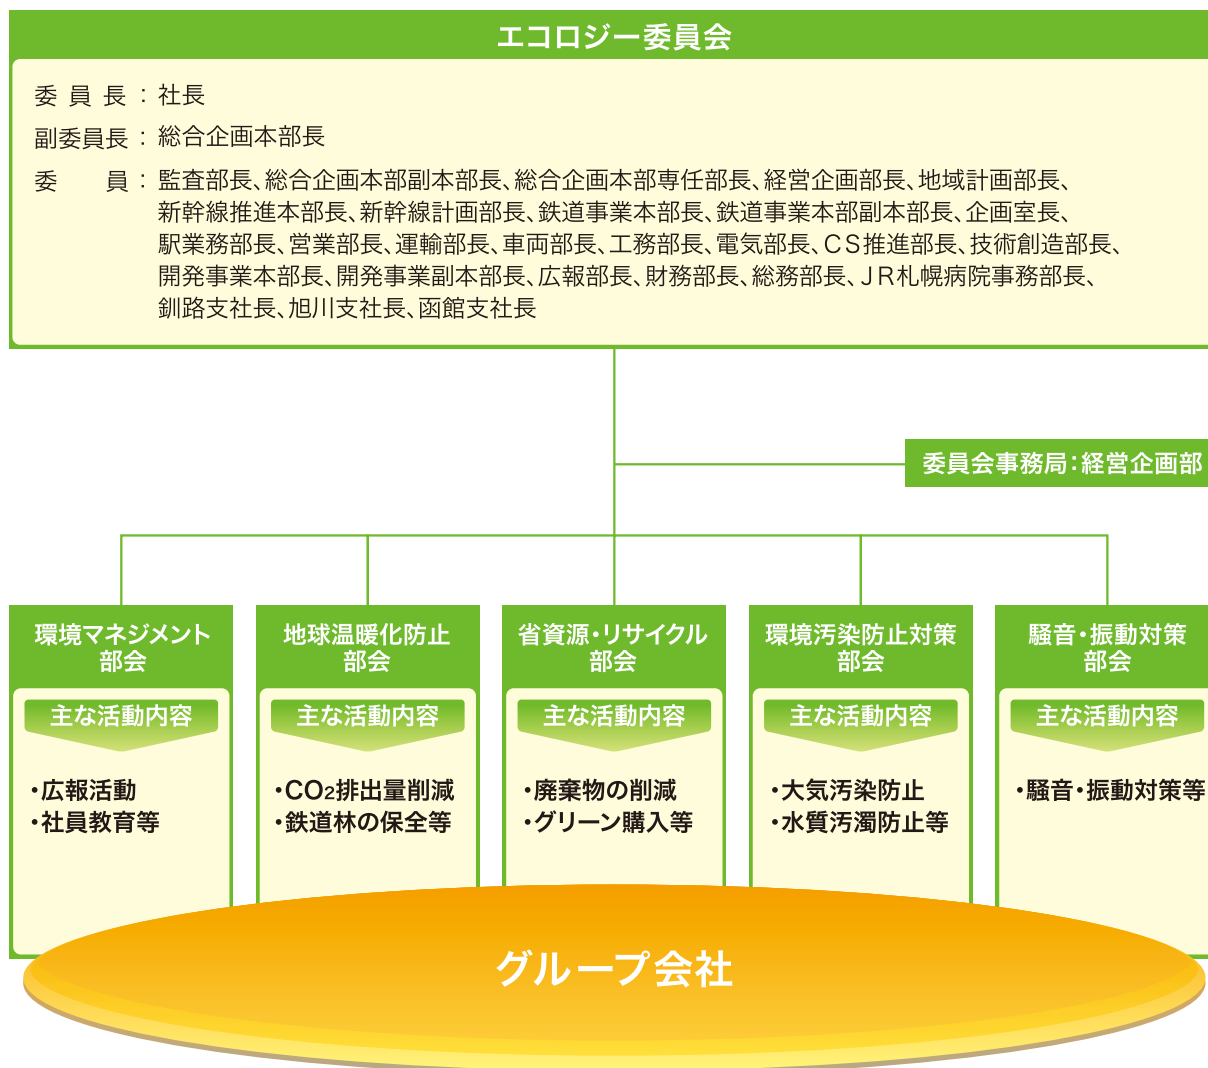 エコロジー委員会
委員長：社長
副委員長：総合企画本部長
委　員：監査部長、総合企画本部副本部長、総合企画本部専任部長、経営企画部長、地域計画部長、
新幹線推進本部長、新幹線計画部長、鉄道事業本部長、鉄道事業本部副本部長、企画室長、
駅業務部長、営業部長、運輸部長、車両部長、工務部長、電気部長、CS推進部長、技術創造部長、
開発事業本部長、開発事業副本部長、広報部長、財務部長、総務部長、JR札幌病院事務部長、
釧路支社長、旭川支社長、函館支社長
委員会事務局：経営企画部
環境マネジメント
部会
主な活動内容
・広報活動
・社員教育等
地球温暖化防止
部会
主な活動内容
・CO₂排出量削減
・鉄道林の保全等
省資源・リサイクル
部会
主な活動内容
・廃棄物の削減
・グリーン購入等
環境汚染防止対策
部会
主な活動内容
・大気汚染防止
・水質汚濁防止等
騒音・振動対策
部会
主な活動内容
・騒音・振動対策等
グループ会社